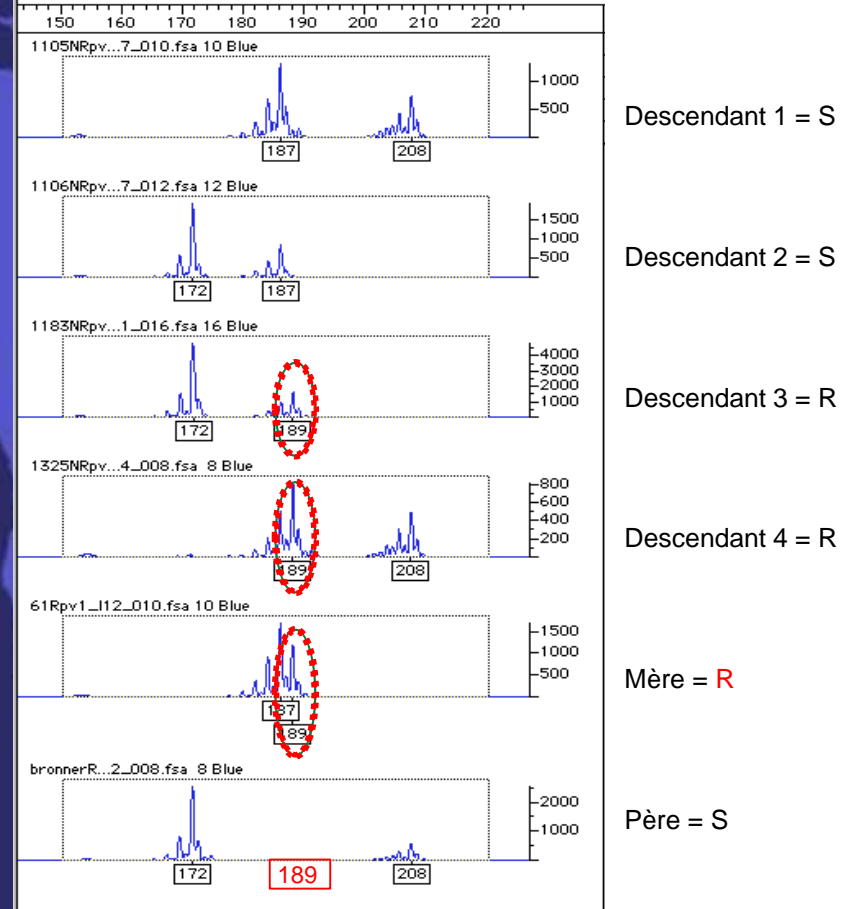 150 160 170 180 190 200 210 220
1105NRpv...7_010.fsa 10 Blue
1000
500
187 208
Descendant 1 = S
1106NRpv...7_012.fsa 12 Blue
1500
1000
500
172 187
Descendant 2 = S
1183NRpv...1_016.fsa 16 Blue
4000
3000
2000
1000
172 189
Descendant 3 = R
1325NRpv...4_008.fsa 8 Blue
800
600
400
200
189 208
Descendant 4 = R
61Rpv1_I12_010.fsa 10 Blue
1500
1000
500
187
189
Mère = R
bronnerR...2_008.fsa 8 Blue
2000
1000
172 189 208
Père = S